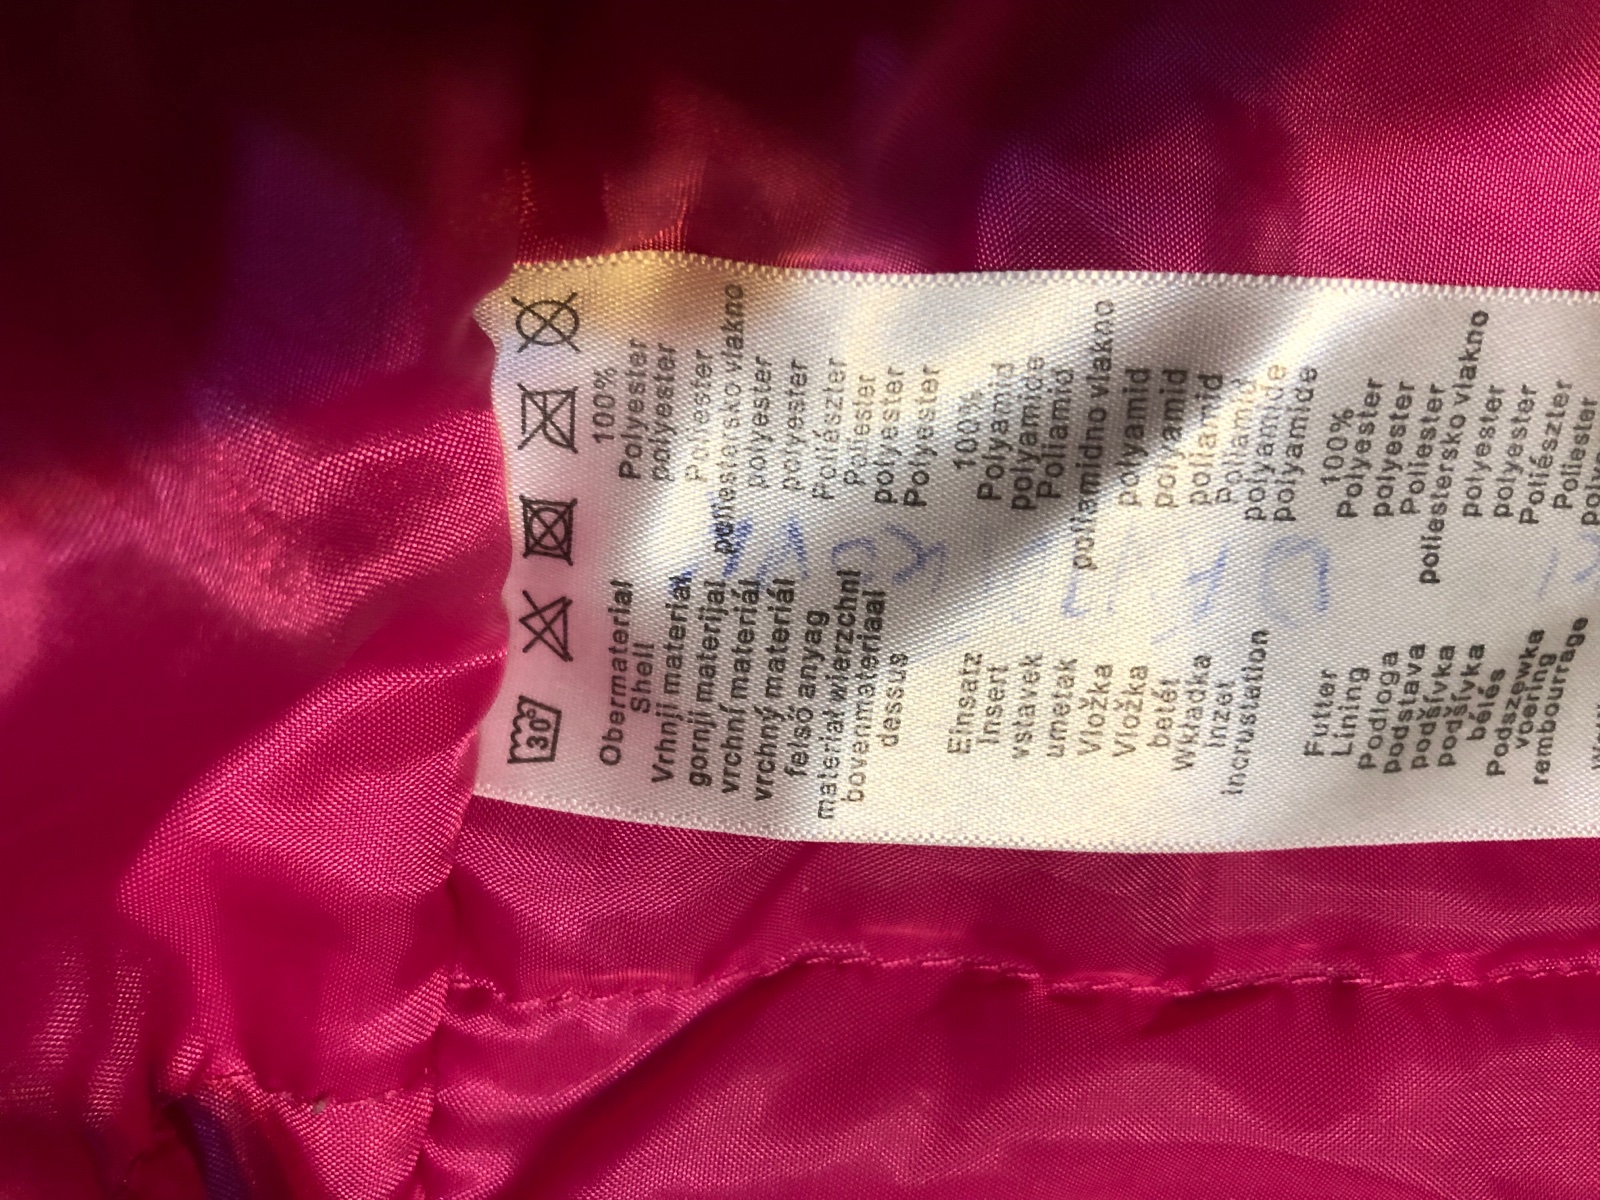 30°
Obermaterial 100%
Shell Polyester
Vrhnji material polyester
gornji materijal Poliester
vrchní materiál poliestersko vlakno
vrchný materiál polyester
felső anyag polyester
materiał wierzchni Poliészter
bovenmateriaal Poliester
dessus polyester
Polyester
Einsatz 100%
Insert Polyamid
vstavek polyamide
umetak Poliamid
Vložka poliamidno vlakno
Vložka polyamid
betét polyamid
Wkładka poliamid
Inzet Poliamid
incrustation polyamide
polyamide
Futter 100%
Lining Polyester
Podloga polyester
podstava Poliester
podšívka poliestersko vlakno
podšívka polyester
bélés polyester
Podszewka Poliészter
voering Poliester
rembourrage